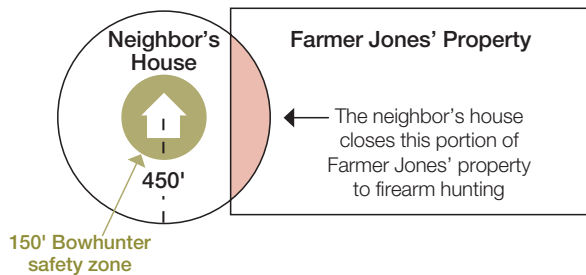 Neighbor’s
House
450'
150' Bowhunter
safety zone
Farmer Jones’ Property
The neighbor’s house
closes this portion of
Farmer Jones’ property
to firearm hunting